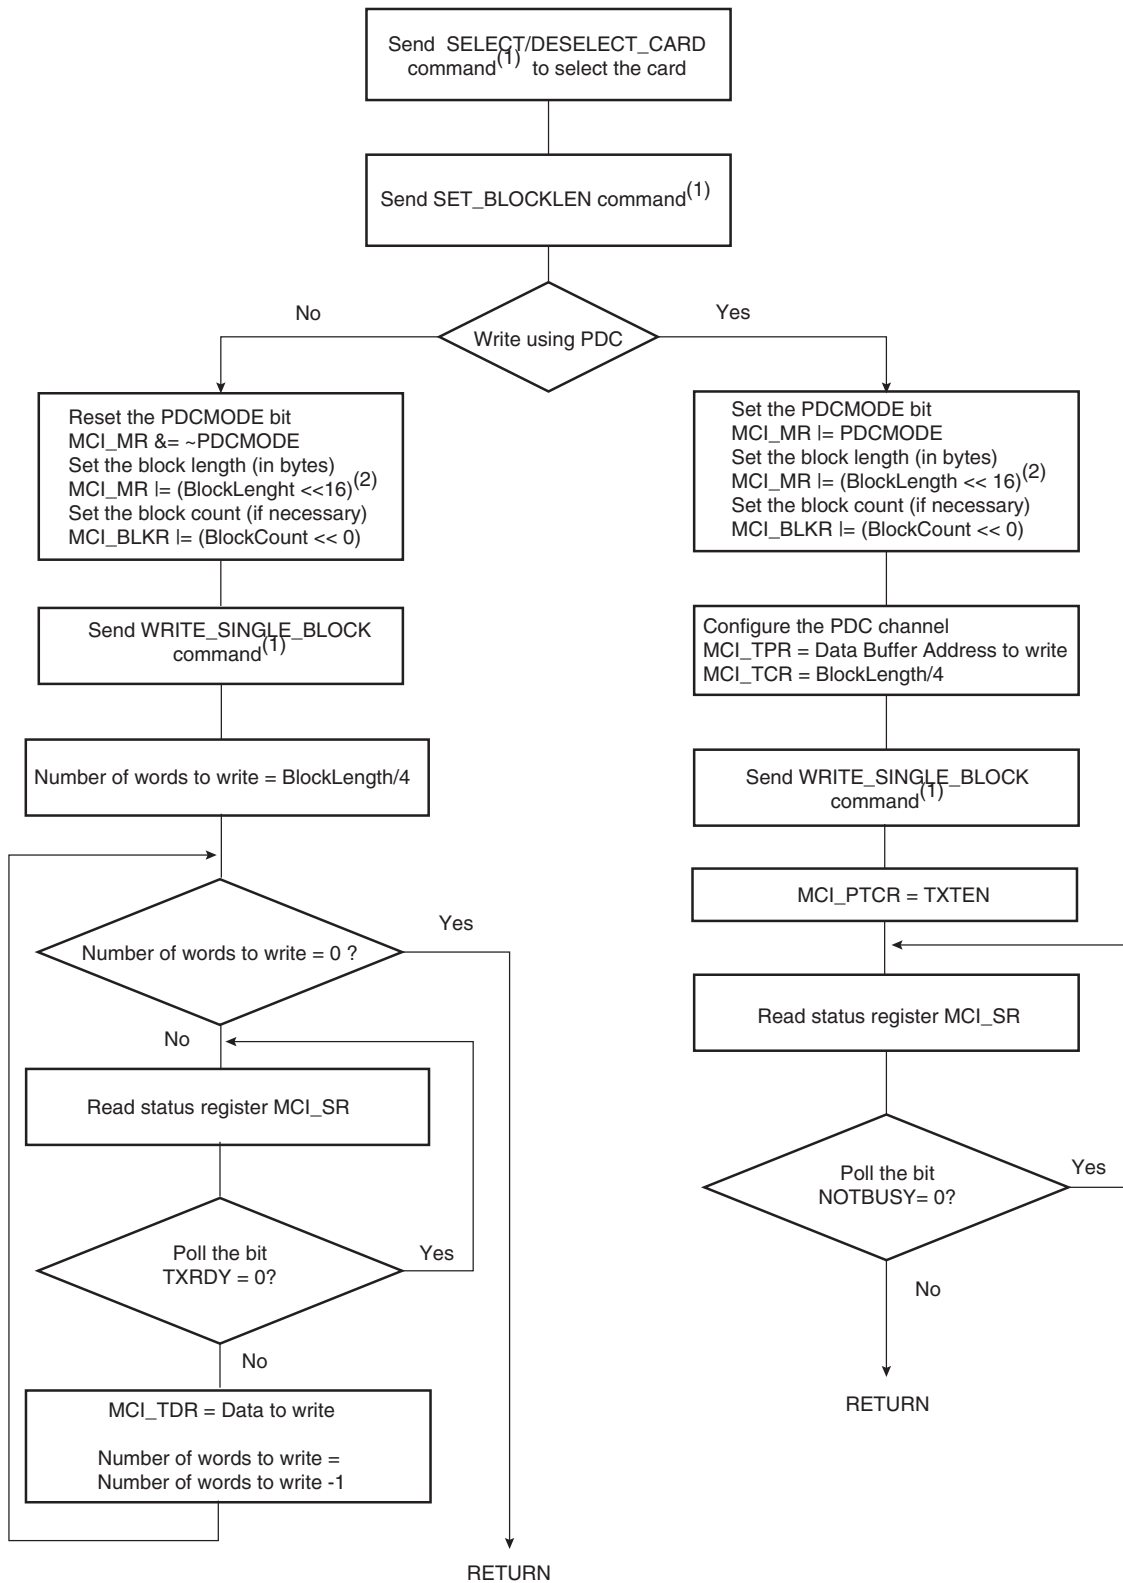 Send SELECT/DESELECT_CARD
command(1) to select the card
Send SET_BLOCKLEN command(1)
No
Yes
Write using PDC
Reset the PDCMODE bit
MCI_MR &= ~PDCMODE
Set the block length (in bytes)
MCI_MR |= (BlockLenght <<16)(2)
Set the block count (if necessary)
MCI_BLKR |= (BlockCount << 0)
Send WRITE_SINGLE_BLOCK
command(1)
Number of words to write = BlockLength/4
Number of words to write = 0 ?
Yes
No
Read status register MCI_SR
Poll the bit
TXRDY = 0?
Yes
No
MCI_TDR = Data to write
Number of words to write =
Number of words to write -1
RETURN
Set the PDCMODE bit
MCI_MR |= PDCMODE
Set the block length (in bytes)
MCI_MR |= (BlockLength << 16)(2)
Set the block count (if necessary)
MCI_BLKR |= (BlockCount << 0)
Configure the PDC channel
MCI_TPR = Data Buffer Address to write
MCI_TCR = BlockLength/4
Send WRITE_SINGLE_BLOCK
command(1)
MCI_PTCR = TXTEN
Read status register MCI_SR
Poll the bit
NOTBUSY= 0?
Yes
No
RETURN